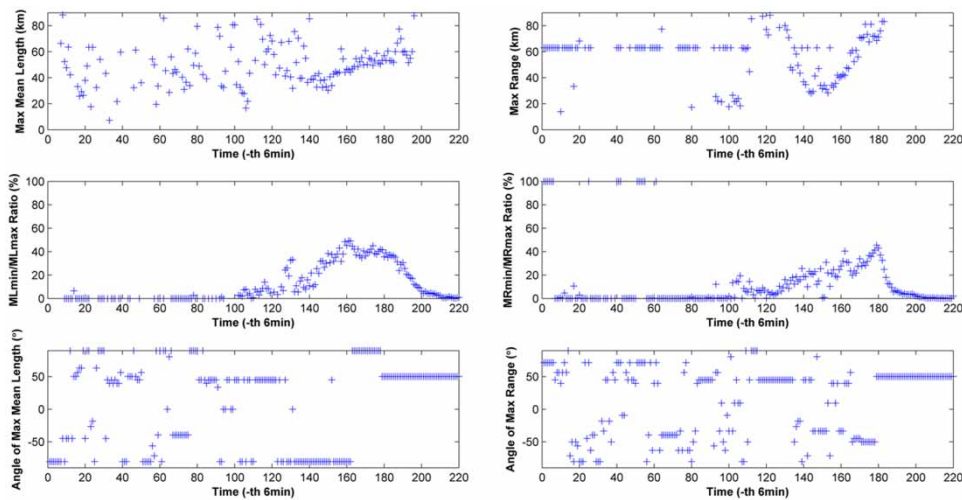 Max Mean Length (km)
100
80
60
40
20
0
0 20 40 60 80 100 120 140 160 180 200 220
Time (-th 6min)
Max Range (km)
80
60
40
20
0
0 20 40 60 80 100 120 140 160 180 200 220
Time (-th 6min)
MLmin/MLmax Ratio (%)
100
80
60
40
20
0
0 20 40 60 80 100 120 140 160 180 200 220
Time (-th 6min)
MRmin/MRmax Ratio (%)
100
80
60
40
20
0
0 20 40 60 80 100 120 140 160 180 200 220
Time (-th 6min)
Angle of Max Mean Length (°)
50
0
-50
0 20 40 60 80 100 120 140 160 180 200 220
Time (-th 6min)
Angle of Max Range (°)
50
0
-50
0 20 40 60 80 100 120 140 160 180 200 220
Time (-th 6min)